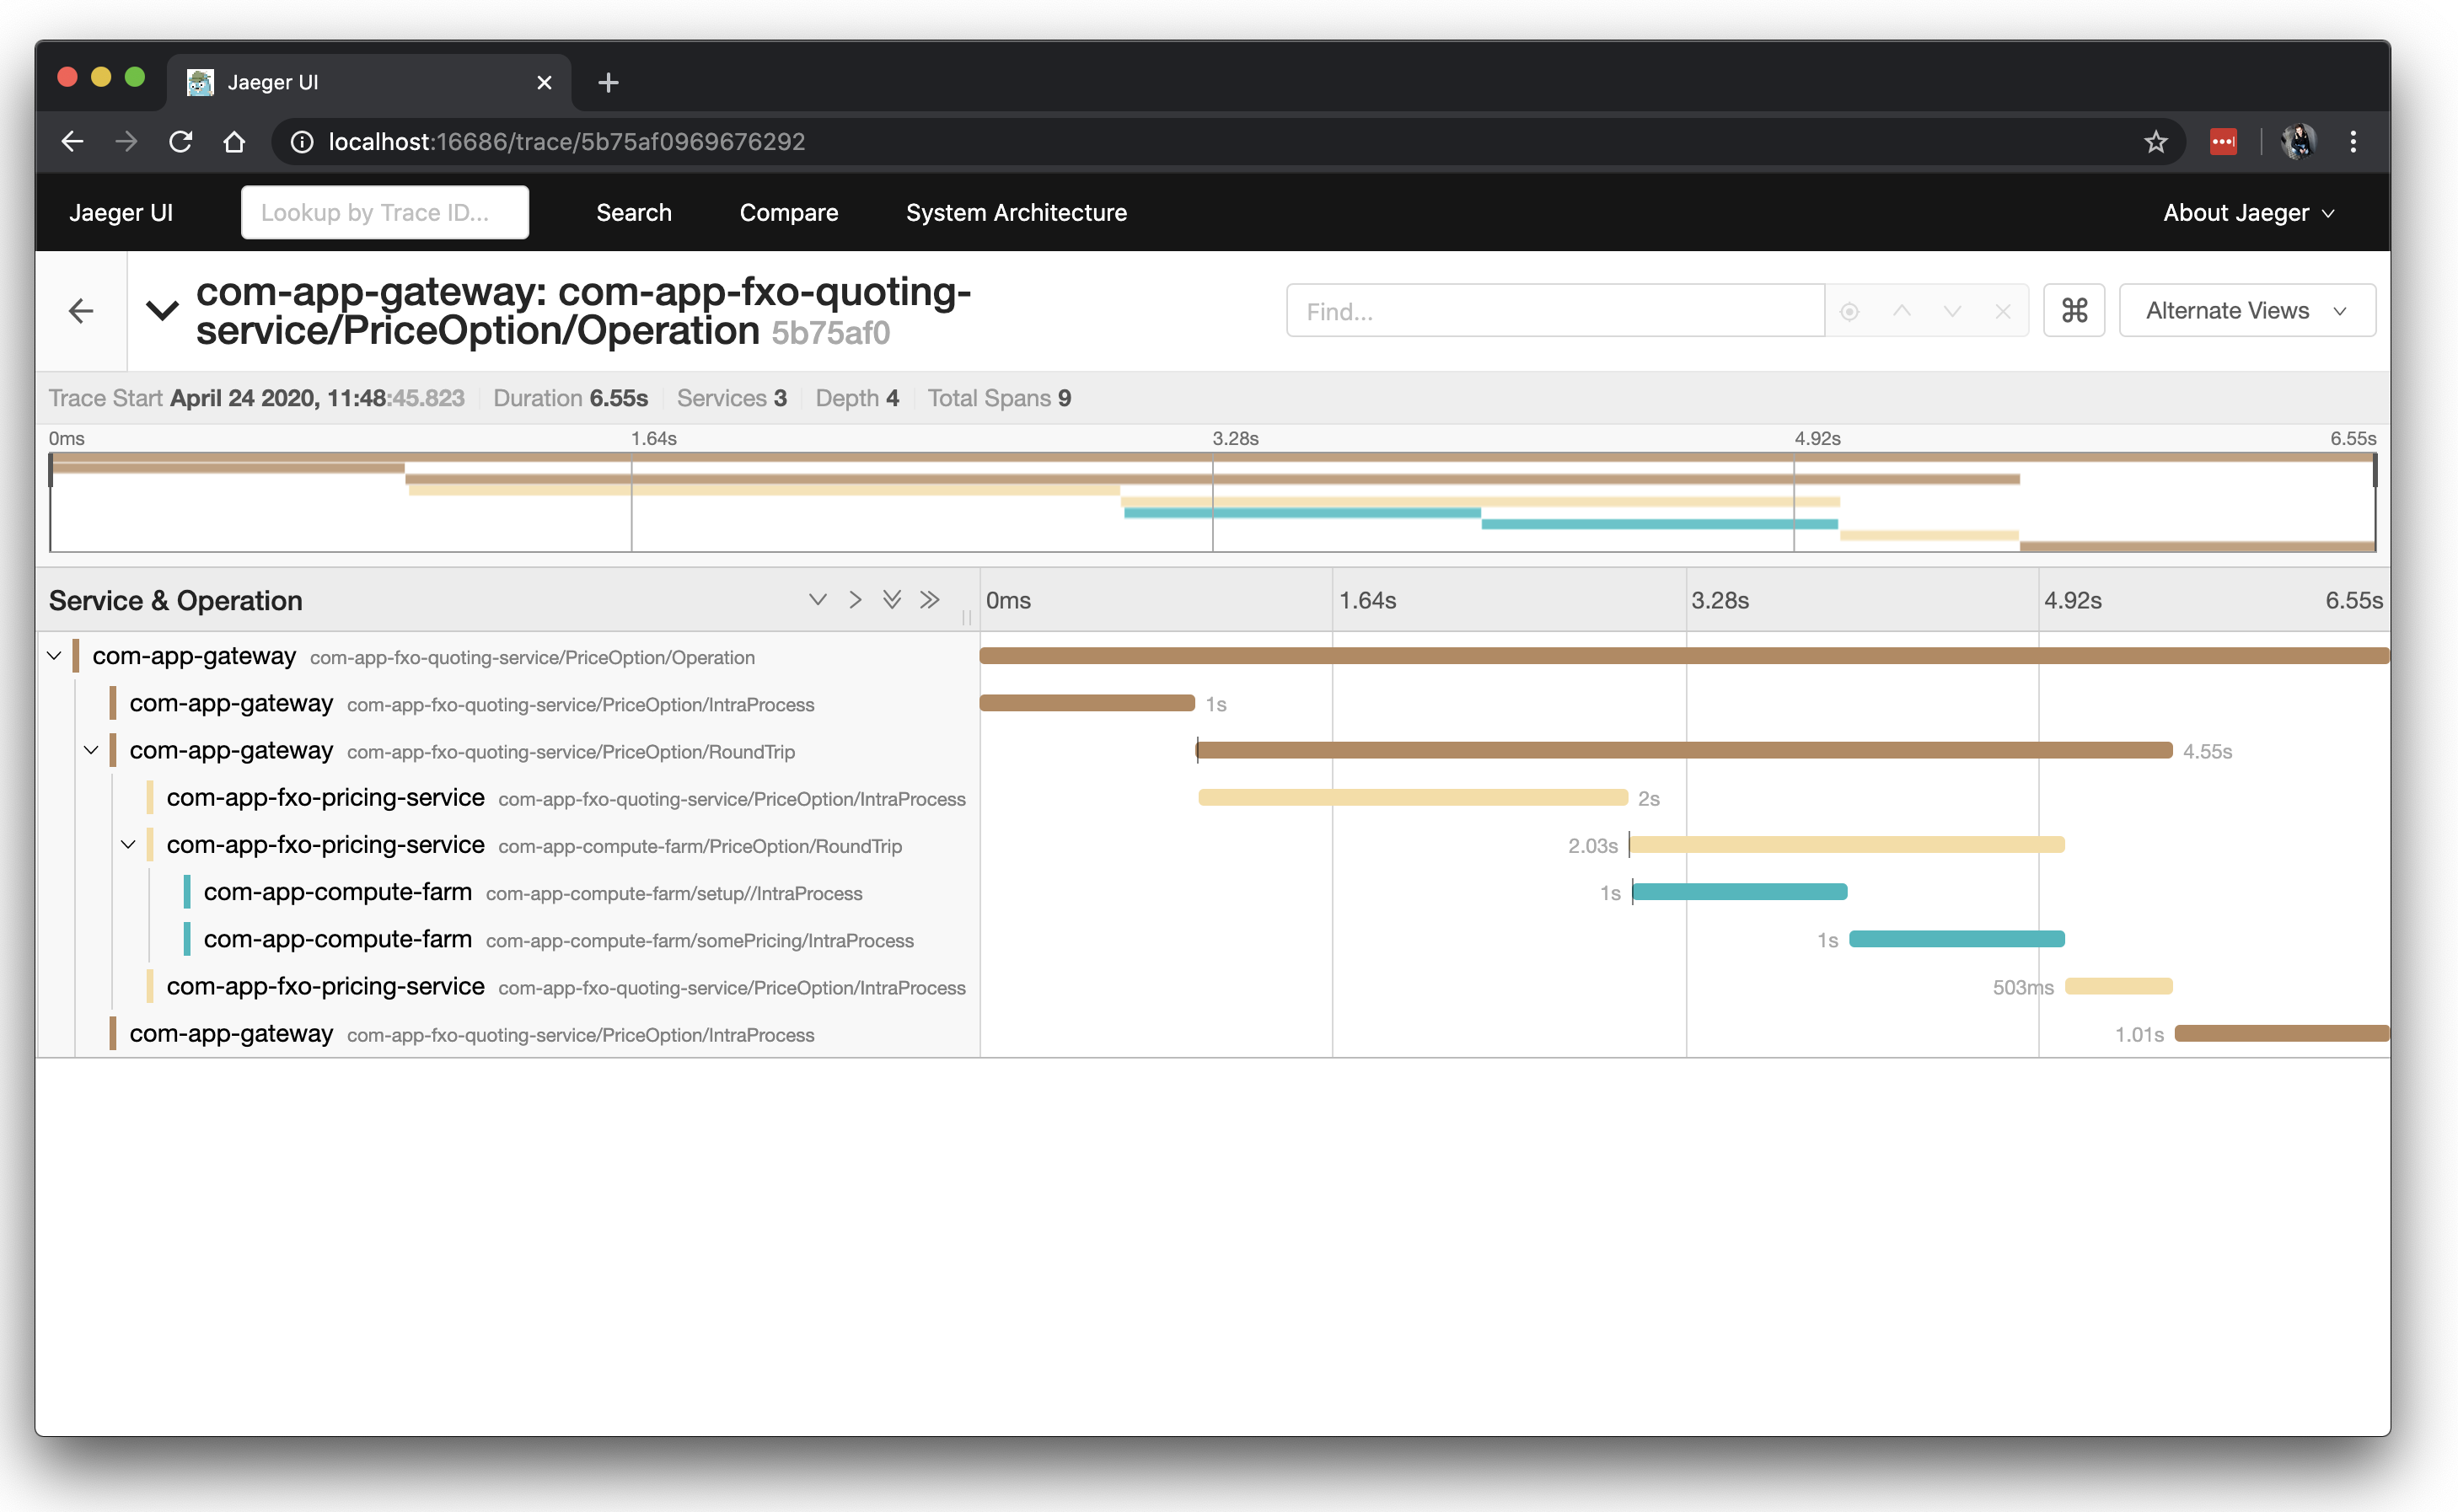 Jaeger UI
localhost:16686/trace/5b75af0969676292
Jaeger UI Lookup by Trace ID... Search Compare System Architecture About Jaeger
com-app-gateway: com-app-fxo-quoting-
service/PriceOption/Operation 5b75af0
Find... ⌘ Alternate Views
Trace Start April 24 2020, 11:48:45.823 Duration 6.55s Services 3 Depth 4 Total Spans 9
0ms 1.64s 3.28s 4.92s 6.55s
Service & Operation 0ms 1.64s 3.28s 4.92s 6.55s
com-app-gateway com-app-fxo-quoting-service/PriceOption/Operation
com-app-gateway com-app-fxo-quoting-service/PriceOption/IntraProcess 1s
com-app-gateway com-app-fxo-quoting-service/PriceOption/RoundTrip 4.55s
com-app-fxo-pricing-service com-app-fxo-quoting-service/PriceOption/IntraProcess 2s
com-app-fxo-pricing-service com-app-compute-farm/PriceOption/RoundTrip 2.03s
com-app-compute-farm com-app-compute-farm/setup//IntraProcess 1s
com-app-compute-farm com-app-compute-farm/somePricing/IntraProcess 1s
com-app-fxo-pricing-service com-app-fxo-quoting-service/PriceOption/IntraProcess 503ms
com-app-gateway com-app-fxo-quoting-service/PriceOption/IntraProcess 1.01s